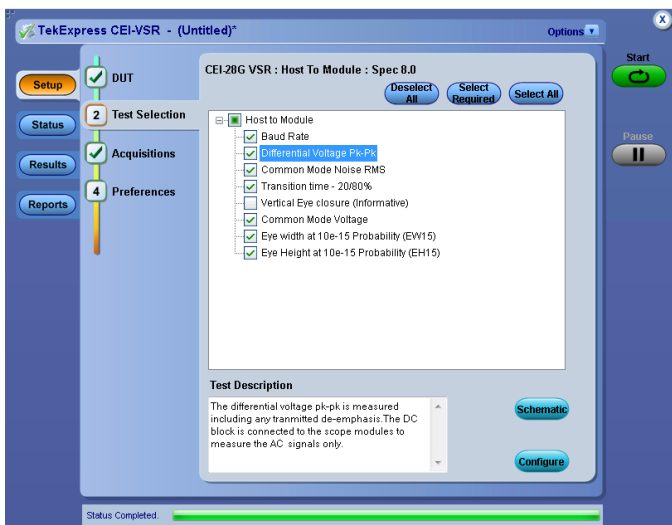 TekExpress CEI-VSR - (Untitled)*
Options
x
Start
Pause
Setup
Status
Results
Reports
DUT
2 Test Selection
Acquisitions
4 Preferences
CEI-28G VSR : Host To Module : Spec 8.0
Deselect All
Select Required
Select All
Host to Module
Baud Rate
Differential Voltage Pk-Pk
Common Mode Noise RMS
Transition time - 20/80%
Vertical Eye closure (Informative)
Common Mode Voltage
Eye width at 10e-15 Probability (EW15)
Eye Height at 10e-15 Probability (EH15)
Test Description
The differential voltage pk-pk is measured
including any tranmitted de-emphasis.The DC
block is connected to the scope modules to
measure the AC signals only.
Schematic
Configure
Status Completed.